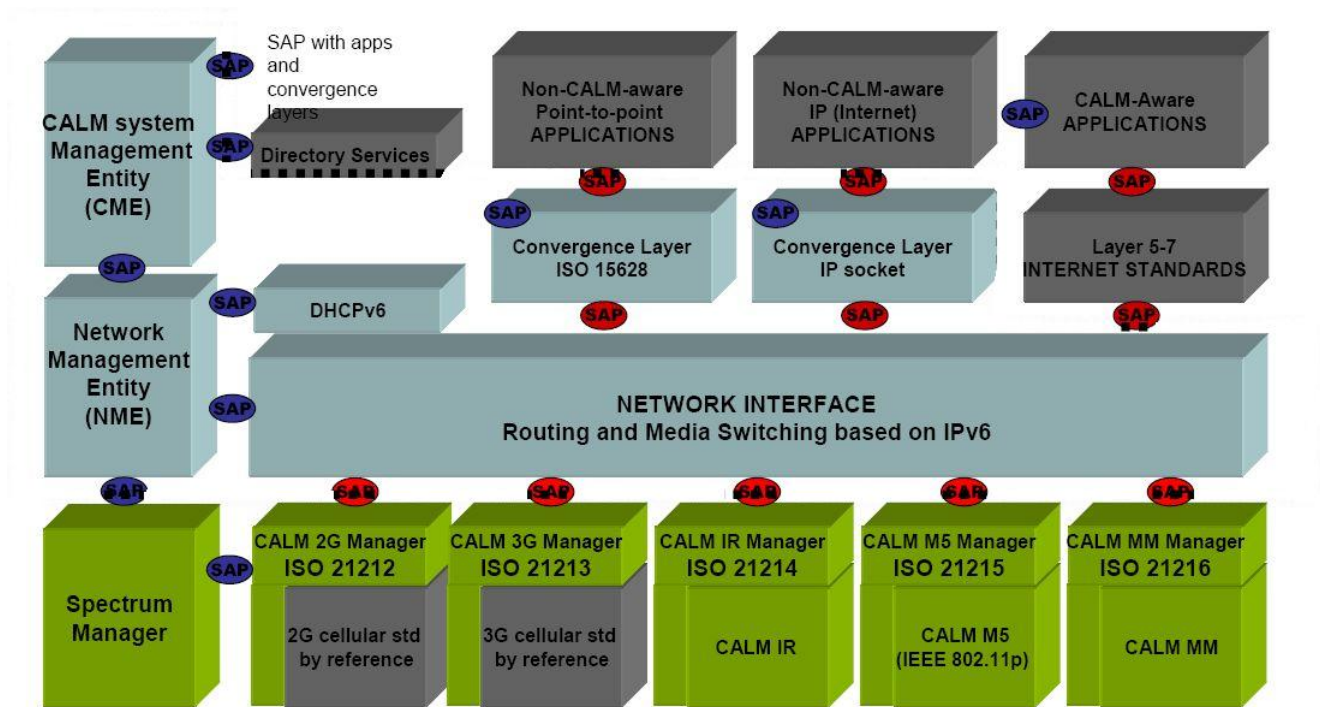 SAP
SAP with apps
and
convergence
layers
CALM system
Management
Entity
(CME)
SAP
Directory Services
Non-CALM-aware
Point-to-point
APPLICATIONS
Non-CALM-aware
IP (Internet)
APPLICATIONS
SAP
CALM-Aware
APPLICATIONS
SAP
SAP
SAP
SAP
Convergence Layer
ISO 15628
SAP
Convergence Layer
IP socket
Layer 5-7
INTERNET STANDARDS
SAP
SAP
DHCPv6
SAP
SAP
SAP
Network
Management
Entity
(NME)
SAP
NETWORK INTERFACE
Routing and Media Switching based on IPv6
SAP
SAP
SAP
SAP
SAP
SAP
Spectrum
Manager
SAP
CALM 2G Manager
ISO 21212
2G cellular std
by reference
CALM 3G Manager
ISO 21213
3G cellular std
by reference
CALM IR Manager
ISO 21214
CALM IR
CALM M5 Manager
ISO 21215
CALM M5
(IEEE 802.11p)
CALM MM Manager
ISO 21216
CALM MM